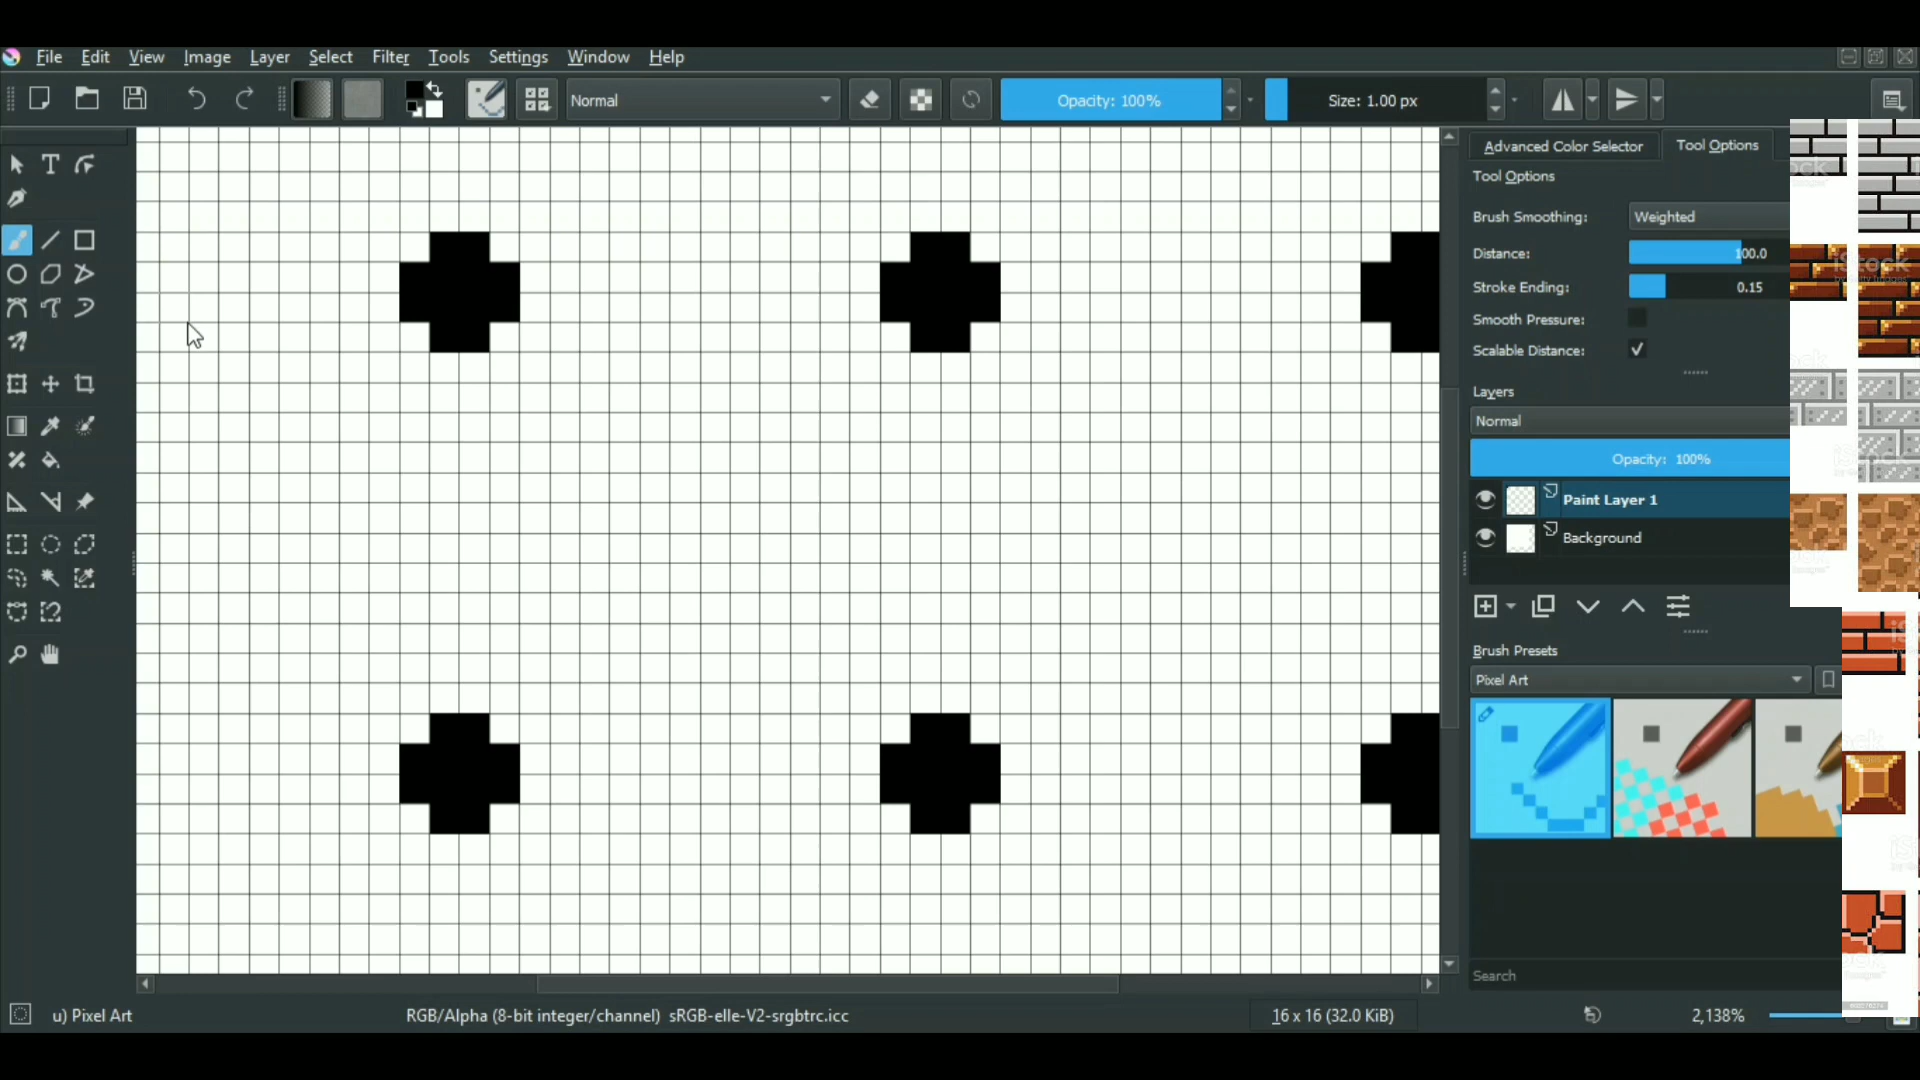 File Edit View Image Layer Select Filter Tools Settings Window Help
Normal
Opacity: 100%
Size: 1.00 px
Advanced Color Selector
Tool Options
Tool Options
Brush Smoothing: Weighted
Distance: 100.0
Stroke Ending: 0.15
Smooth Pressure:
Scalable Distance:
Layers
Normal
Opacity: 100%
Paint Layer 1
Background
Brush Presets
Pixel Art
Search
u) Pixel Art
RGB/Alpha (8-bit integer/channel) sRGB-elle-V2-srgbtrc.icc
16 x 16 (32.0 KiB)
2,138%
iStock